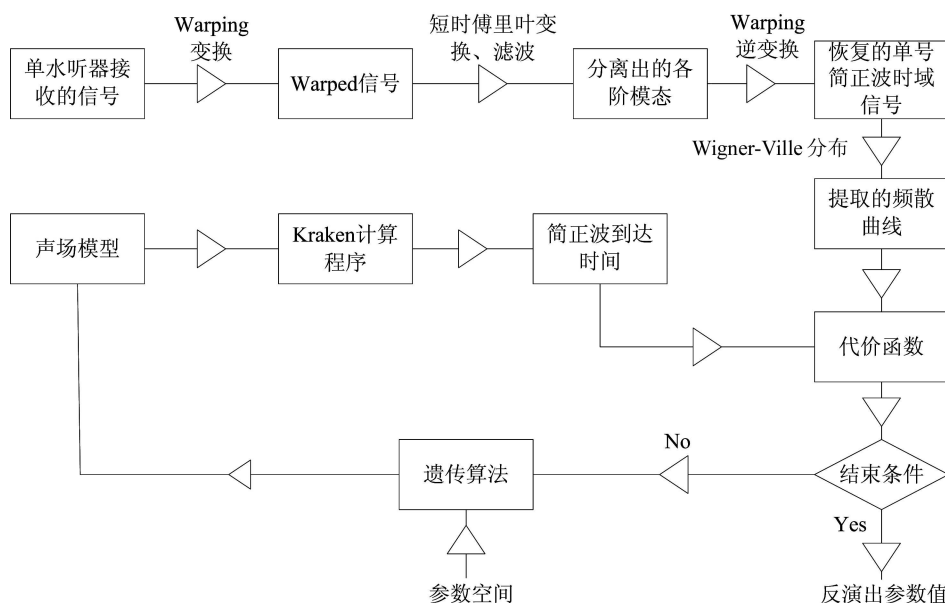 Warping
变换
短时傅里叶变
换、滤波
Warping
逆变换
单水听器接
收的信号
Warped信号
分离出的各
阶模态
恢复的单号
简正波时域
信号
Wigner-Ville 分布
提取的频散
曲线
声场模型
Kraken计算
程序
简正波到达
时间
代价函数
No
遗传算法
结束条件
Yes
参数空间
反演出参数值